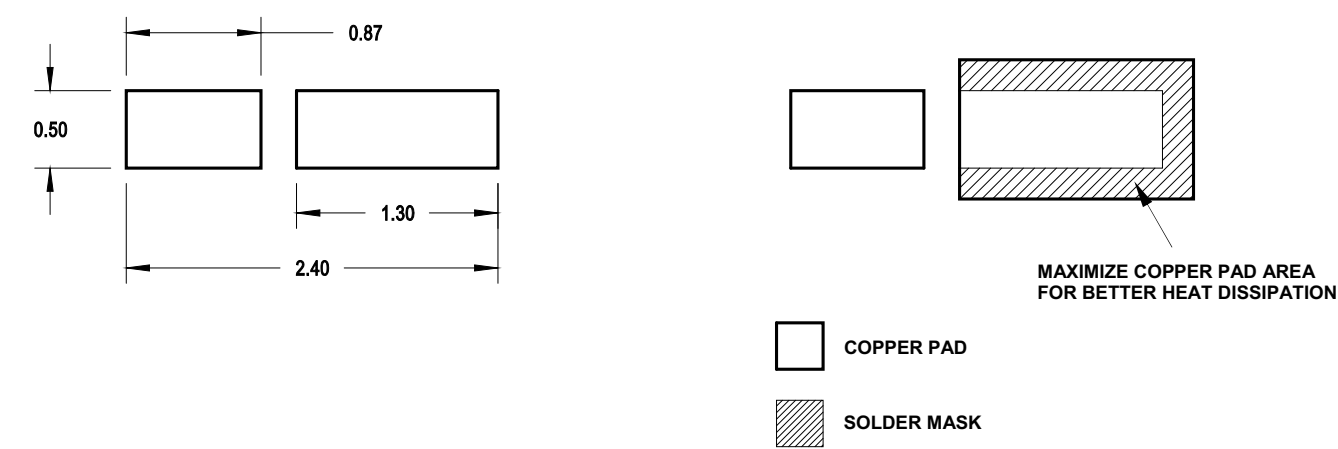 0.87
0.50
1.30
2.40
MAXIMIZE COPPER PAD AREA
FOR BETTER HEAT DISSIPATION
COPPER PAD
SOLDER MASK